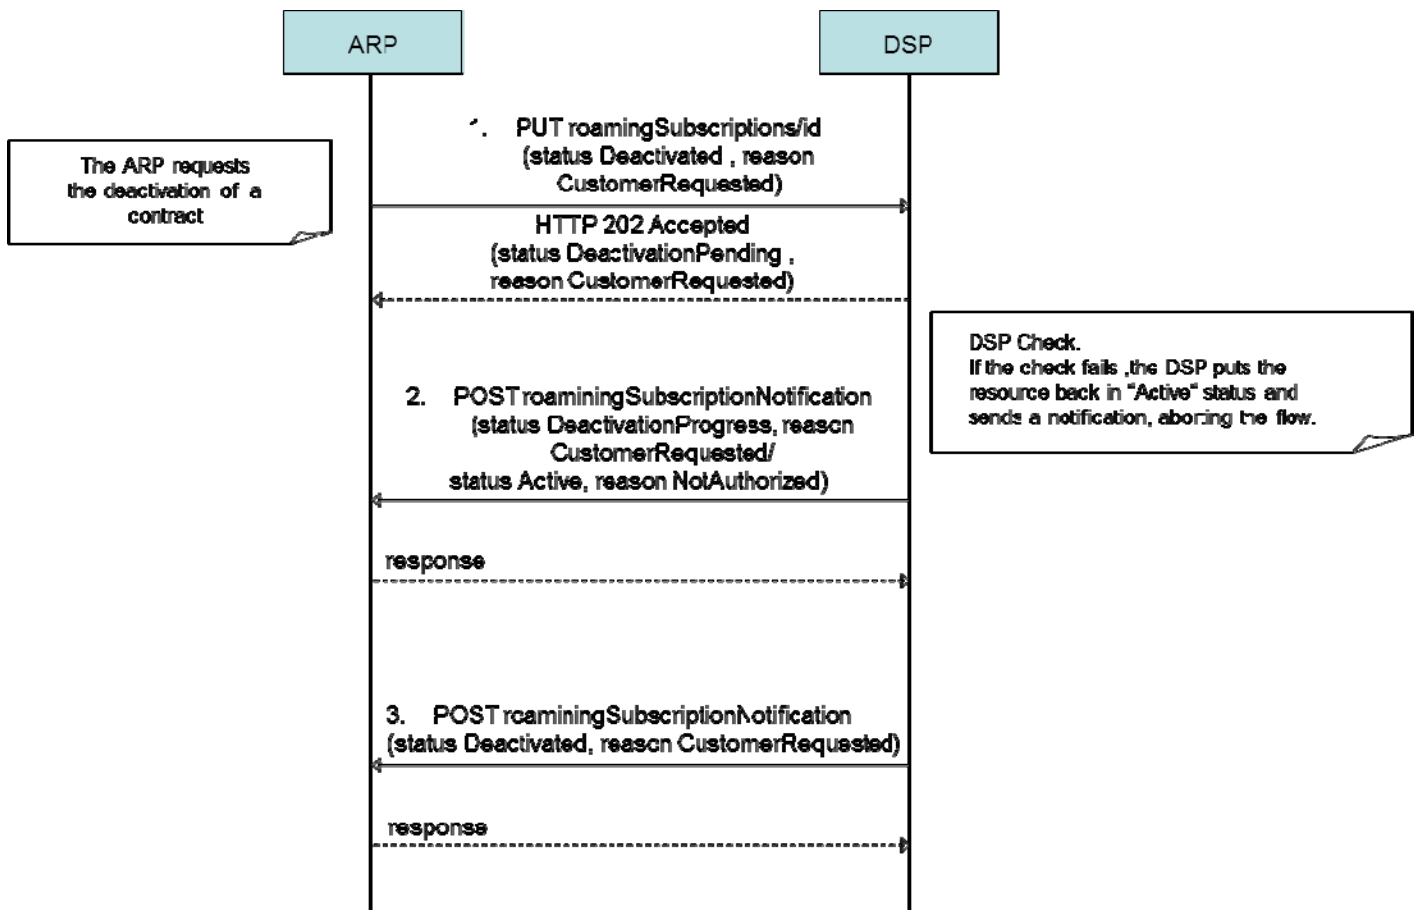 ARP
DSP
The ARP requests
the deactivation of a
contract
1. PUT roamingSubscriptions/id
(status Deactivated , reason
CustomerRequested)
HTTP 202 Accepted
(status DeactivationPending ,
reason CustomerRequested)
DSP Check.
If the check fails ,the DSP puts the
resource back in "Active" status and
sends a notification, aborting the flow.
2. POST roaminingSubscriptionNotification
(status DeactivationProgress, reason
CustomerRequested/
status Active, reason NotAuthorized)
response
3. POST roaminingSubscriptionNotification
(status Deactivated, reason CustomerRequested)
response